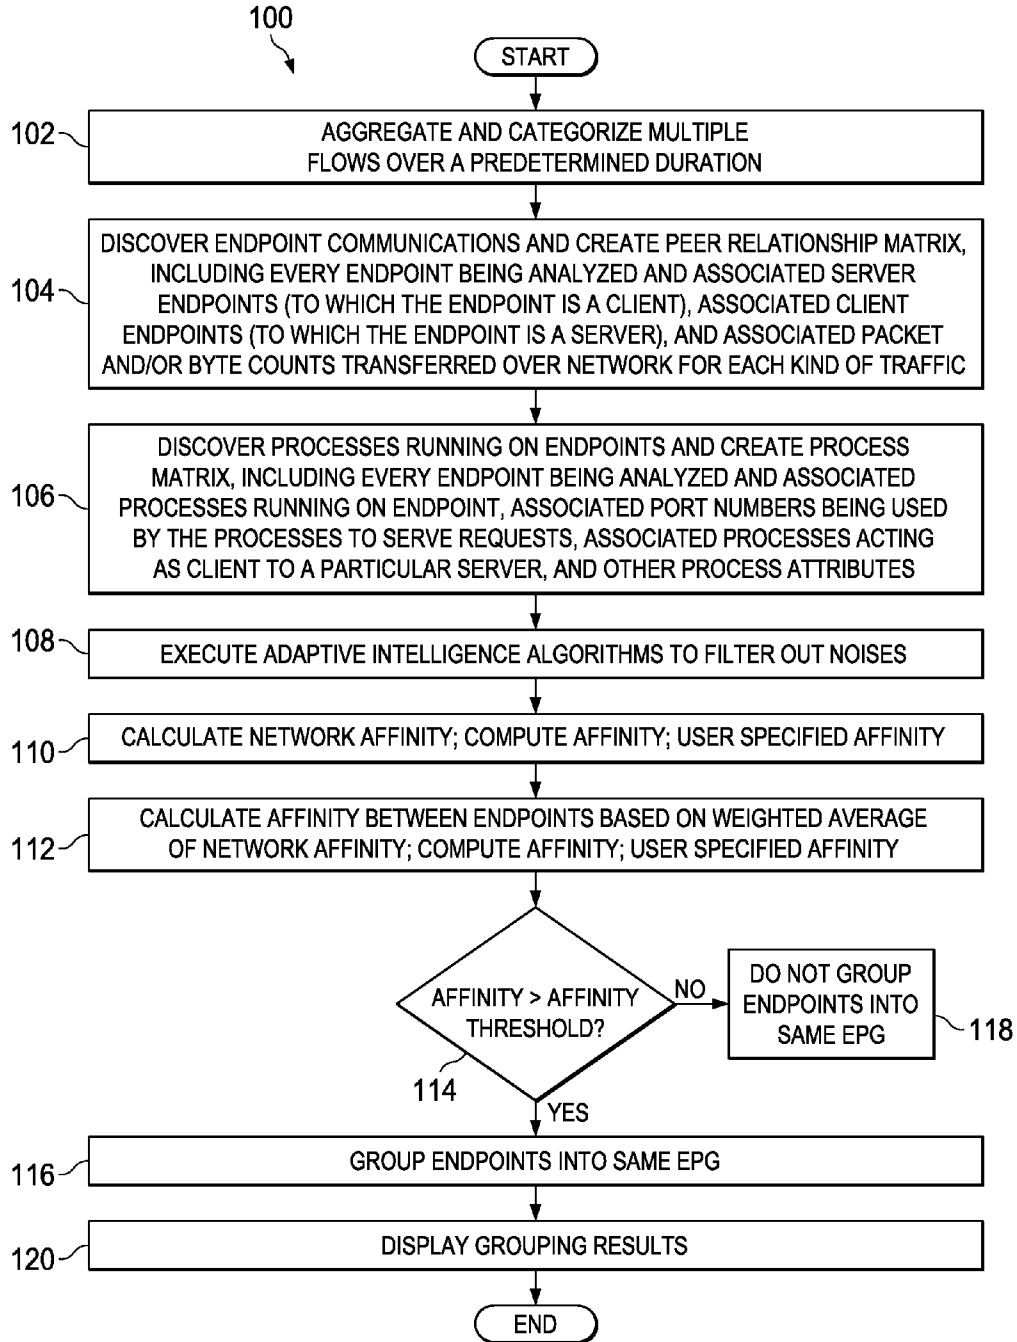 100
START
102
AGGREGATE AND CATEGORIZE MULTIPLE
FLOWS OVER A PREDETERMINED DURATION
104
DISCOVER ENDPOINT COMMUNICATIONS AND CREATE PEER RELATIONSHIP MATRIX,
INCLUDING EVERY ENDPOINT BEING ANALYZED AND ASSOCIATED SERVER
ENDPOINTS (TO WHICH THE ENDPOINT IS A CLIENT), ASSOCIATED CLIENT
ENDPOINTS (TO WHICH THE ENDPOINT IS A SERVER), AND ASSOCIATED PACKET
AND/OR BYTE COUNTS TRANSFERRED OVER NETWORK FOR EACH KIND OF TRAFFIC
106
DISCOVER PROCESSES RUNNING ON ENDPOINTS AND CREATE PROCESS
MATRIX, INCLUDING EVERY ENDPOINT BEING ANALYZED AND ASSOCIATED
PROCESSES RUNNING ON ENDPOINT, ASSOCIATED PORT NUMBERS BEING USED
BY THE PROCESSES TO SERVE REQUESTS, ASSOCIATED PROCESSES ACTING
AS CLIENT TO A PARTICULAR SERVER, AND OTHER PROCESS ATTRIBUTES
108
EXECUTE ADAPTIVE INTELLIGENCE ALGORITHMS TO FILTER OUT NOISES
110
CALCULATE NETWORK AFFINITY; COMPUTE AFFINITY; USER SPECIFIED AFFINITY
112
CALCULATE AFFINITY BETWEEN ENDPOINTS BASED ON WEIGHTED AVERAGE
OF NETWORK AFFINITY; COMPUTE AFFINITY; USER SPECIFIED AFFINITY
AFFINITY > AFFINITY
THRESHOLD?
114
NO
DO NOT GROUP
ENDPOINTS INTO
SAME EPG
118
YES
116
GROUP ENDPOINTS INTO SAME EPG
120
DISPLAY GROUPING RESULTS
END